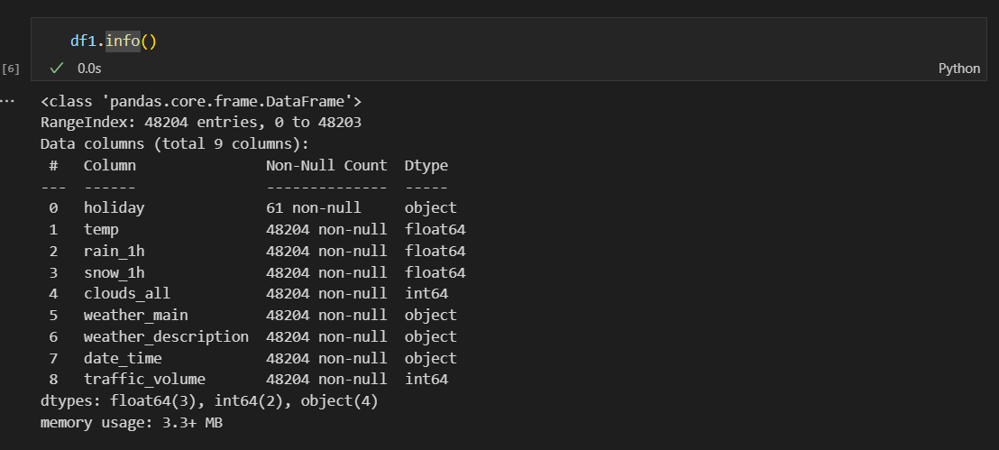 df1.info()
[6]
0.0s
Python
...
<class 'pandas.core.frame.DataFrame'>
RangeIndex: 48204 entries, 0 to 48203
Data columns (total 9 columns):
 #   Column               Non-Null Count  Dtype
---  ------               --------------  -----
 0   holiday              61 non-null     object
 1   temp                 48204 non-null  float64
 2   rain_1h              48204 non-null  float64
 3   snow_1h              48204 non-null  float64
 4   clouds_all           48204 non-null  int64
 5   weather_main         48204 non-null  object
 6   weather_description  48204 non-null  object
 7   date_time            48204 non-null  object
 8   traffic_volume       48204 non-null  int64
dtypes: float64(3), int64(2), object(4)
memory usage: 3.3+ MB